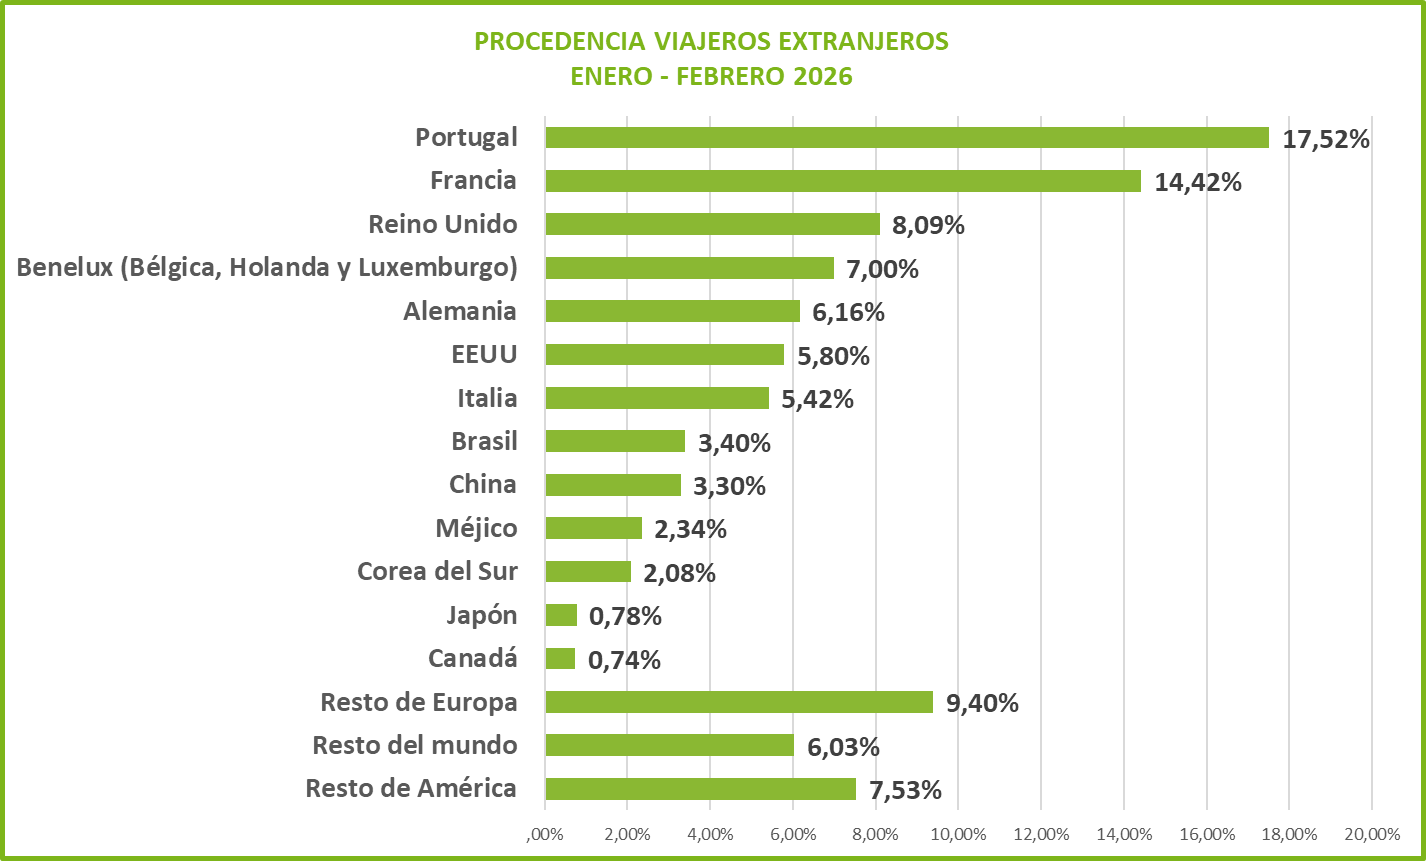 PROCEDENCIA VIAJEROS EXTRANJEROS
ENERO - FEBRERO 2026
Portugal 17,52%
Francia 14,42%
Reino Unido 8,09%
Benelux (Bélgica, Holanda y Luxemburgo) 7,00%
Alemania 6,16%
EEUU 5,80%
Italia 5,42%
Brasil 3,40%
China 3,30%
Méjico 2,34%
Corea del Sur 2,08%
Japón 0,78%
Canadá 0,74%
Resto de Europa 9,40%
Resto del mundo 6,03%
Resto de América 7,53%
,00% 2,00% 4,00% 6,00% 8,00% 10,00% 12,00% 14,00% 16,00% 18,00% 20,00%